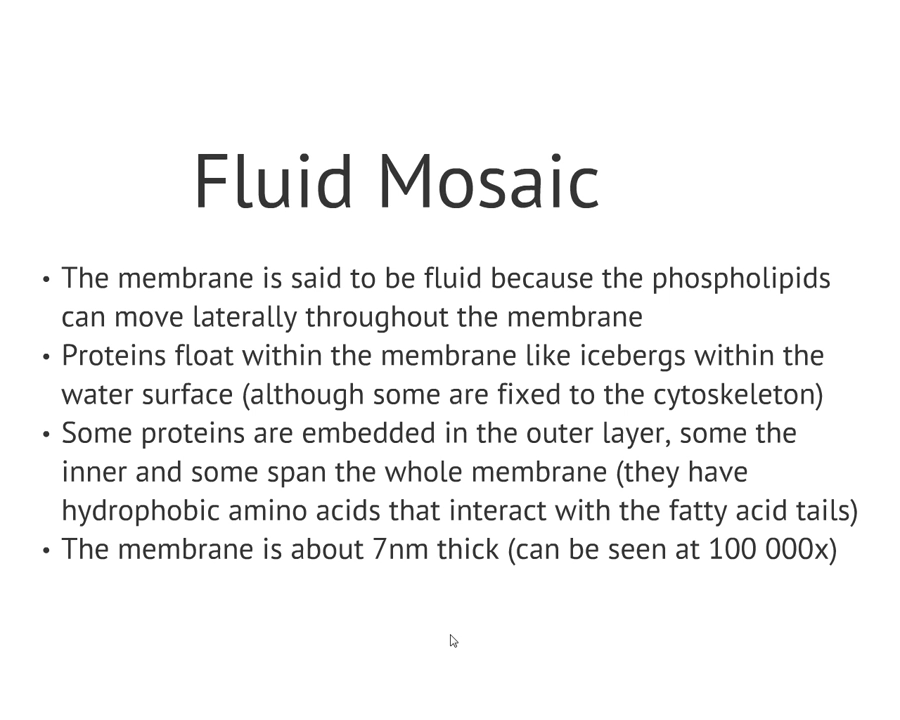 Fluid Mosaic
• The membrane is said to be fluid because the phospholipids
can move laterally throughout the membrane
• Proteins float within the membrane like icebergs within the
water surface (although some are fixed to the cytoskeleton)
• Some proteins are embedded in the outer layer, some the
inner and some span the whole membrane (they have
hydrophobic amino acids that interact with the fatty acid tails)
• The membrane is about 7nm thick (can be seen at 100 000x)